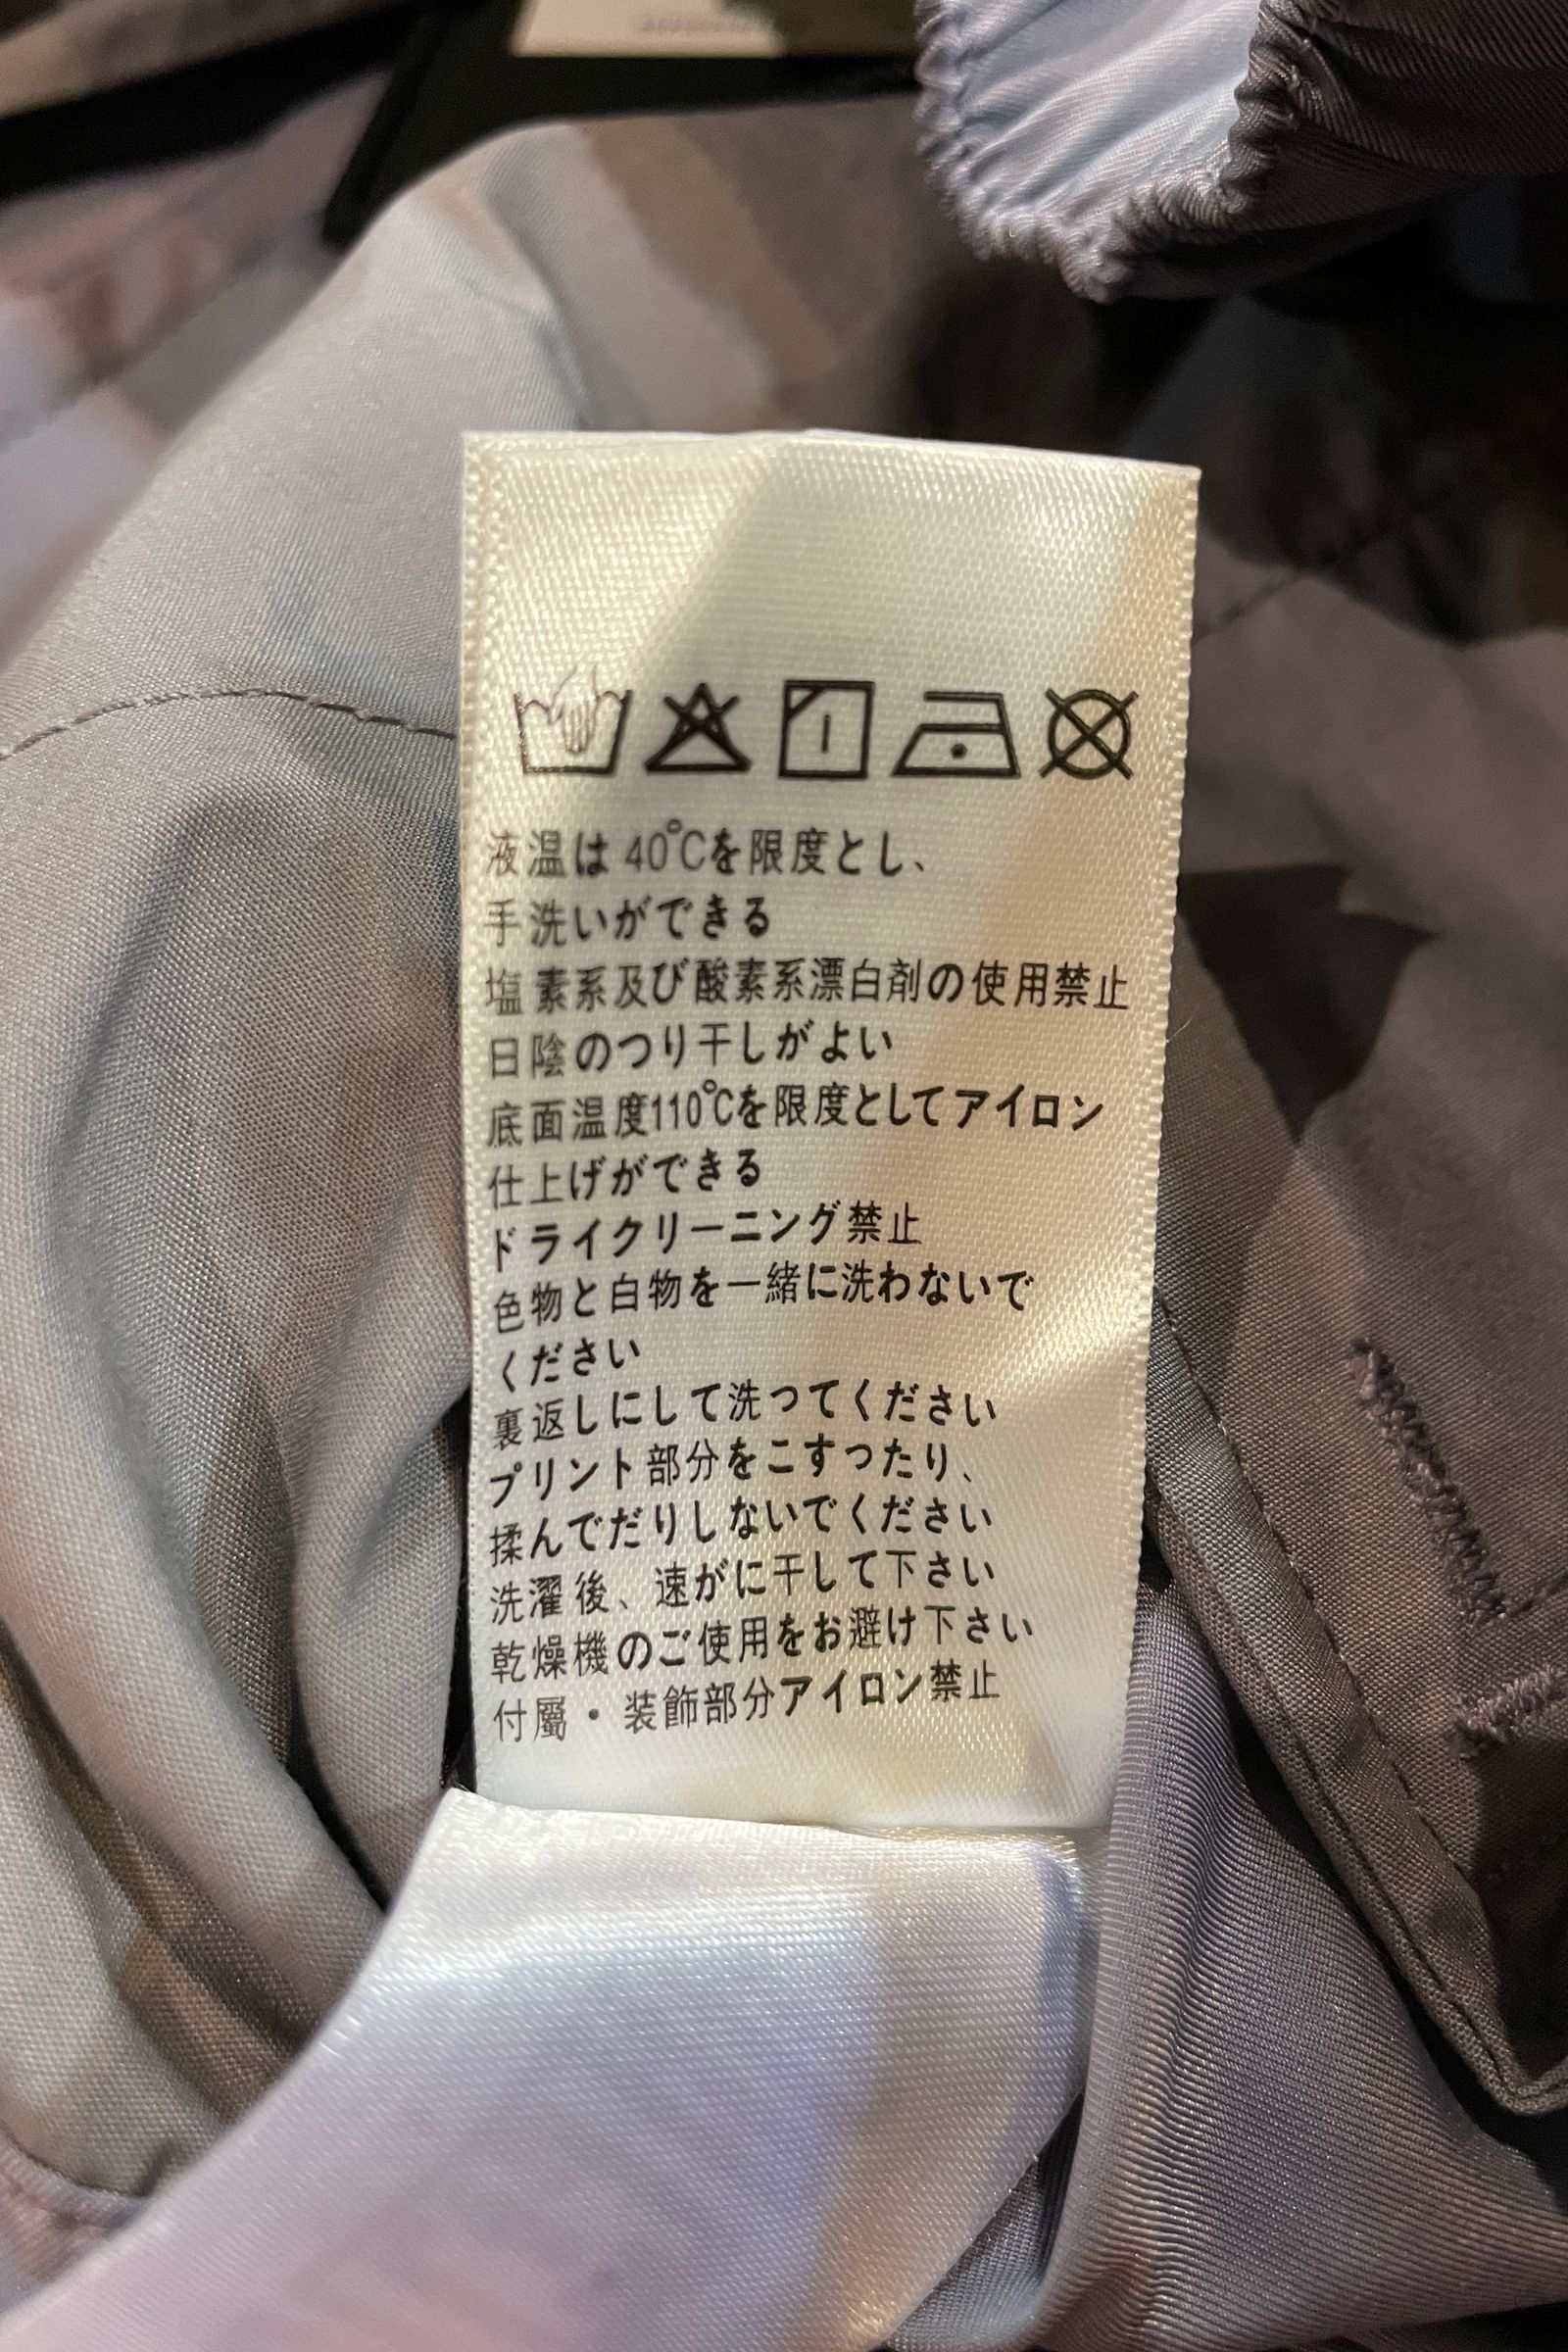 液温は40℃を限度とし、
手洗いができる
塩素系及び酸素系漂白剤の使用禁止
日陰のつり干しがよい
底面温度110℃を限度としてアイロン
仕上げができる
ドライクリーニング禁止
色物と白物を一緒に洗わないで
ください
裏返しにして洗つてください
プリント部分をこすつたり、
揉んでだりしないでください
洗濯後、速がに干して下さい
乾燥機のご使用をお避け下さい
付屬・装飾部分アイロン禁止